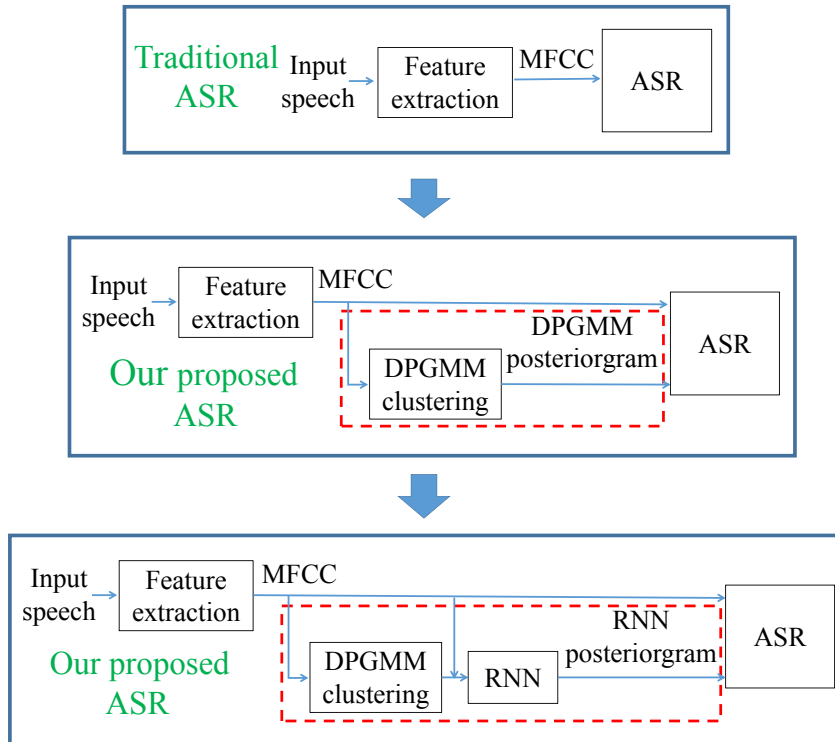 Traditional
ASR
Input
speech
Feature
extraction
MFCC
ASR
Input
speech
Feature
extraction
MFCC
DPGMM
posteriorgram
DPGMM
clustering
ASR
Our proposed
ASR
Input
speech
Feature
extraction
MFCC
RNN
posteriorgram
DPGMM
clustering
RNN
ASR
Our proposed
ASR